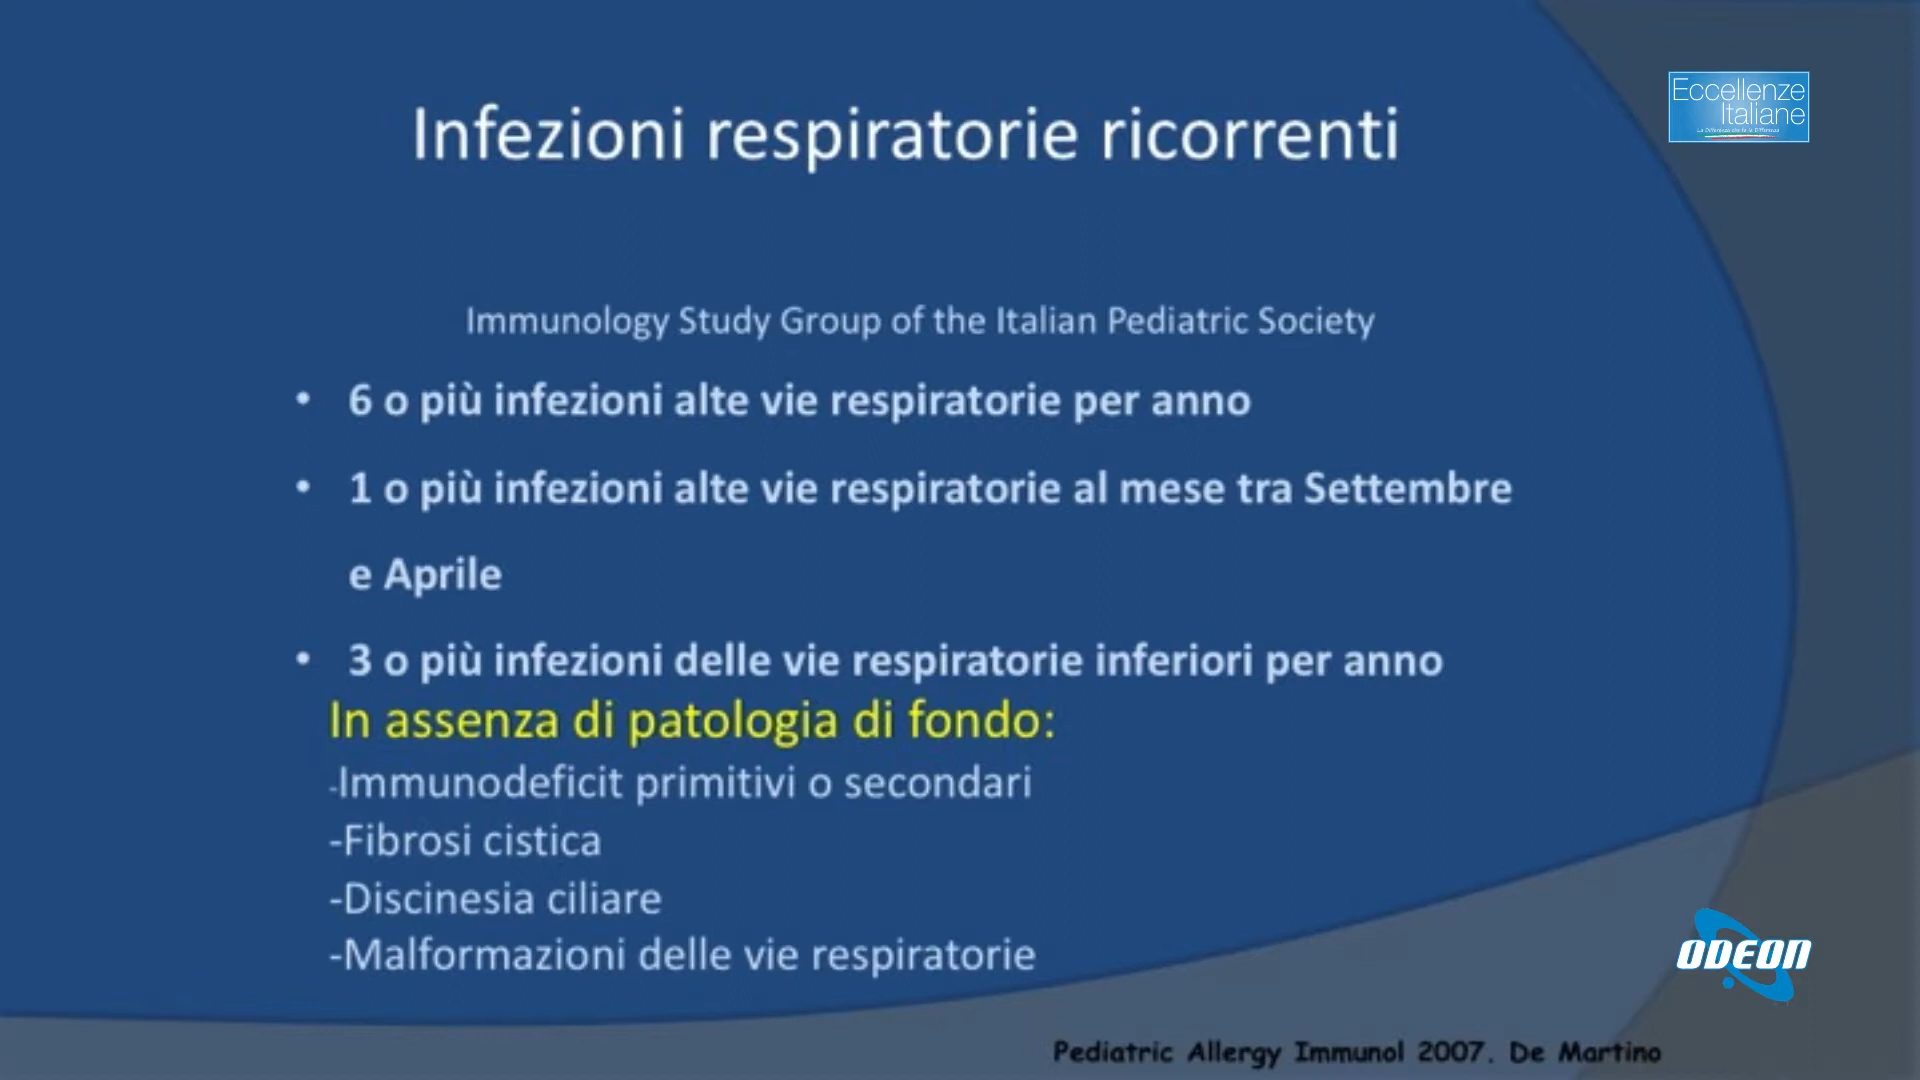 Eccellenze
Italiane
Infezioni respiratorie ricorrenti
Immunology Study Group of the Italian Pediatric Society
• 6 o più infezioni alte vie respiratorie per anno
• 1 o più infezioni alte vie respiratorie al mese tra Settembre
e Aprile
• 3 o più infezioni delle vie respiratorie inferiori per anno
In assenza di patologia di fondo:
-Immunodeficit primitivi o secondari
-Fibrosi cistica
-Discinesia ciliare
-Malformazioni delle vie respiratorie
ODEON
Pediatric Allergy Immunol 2007. De Martino